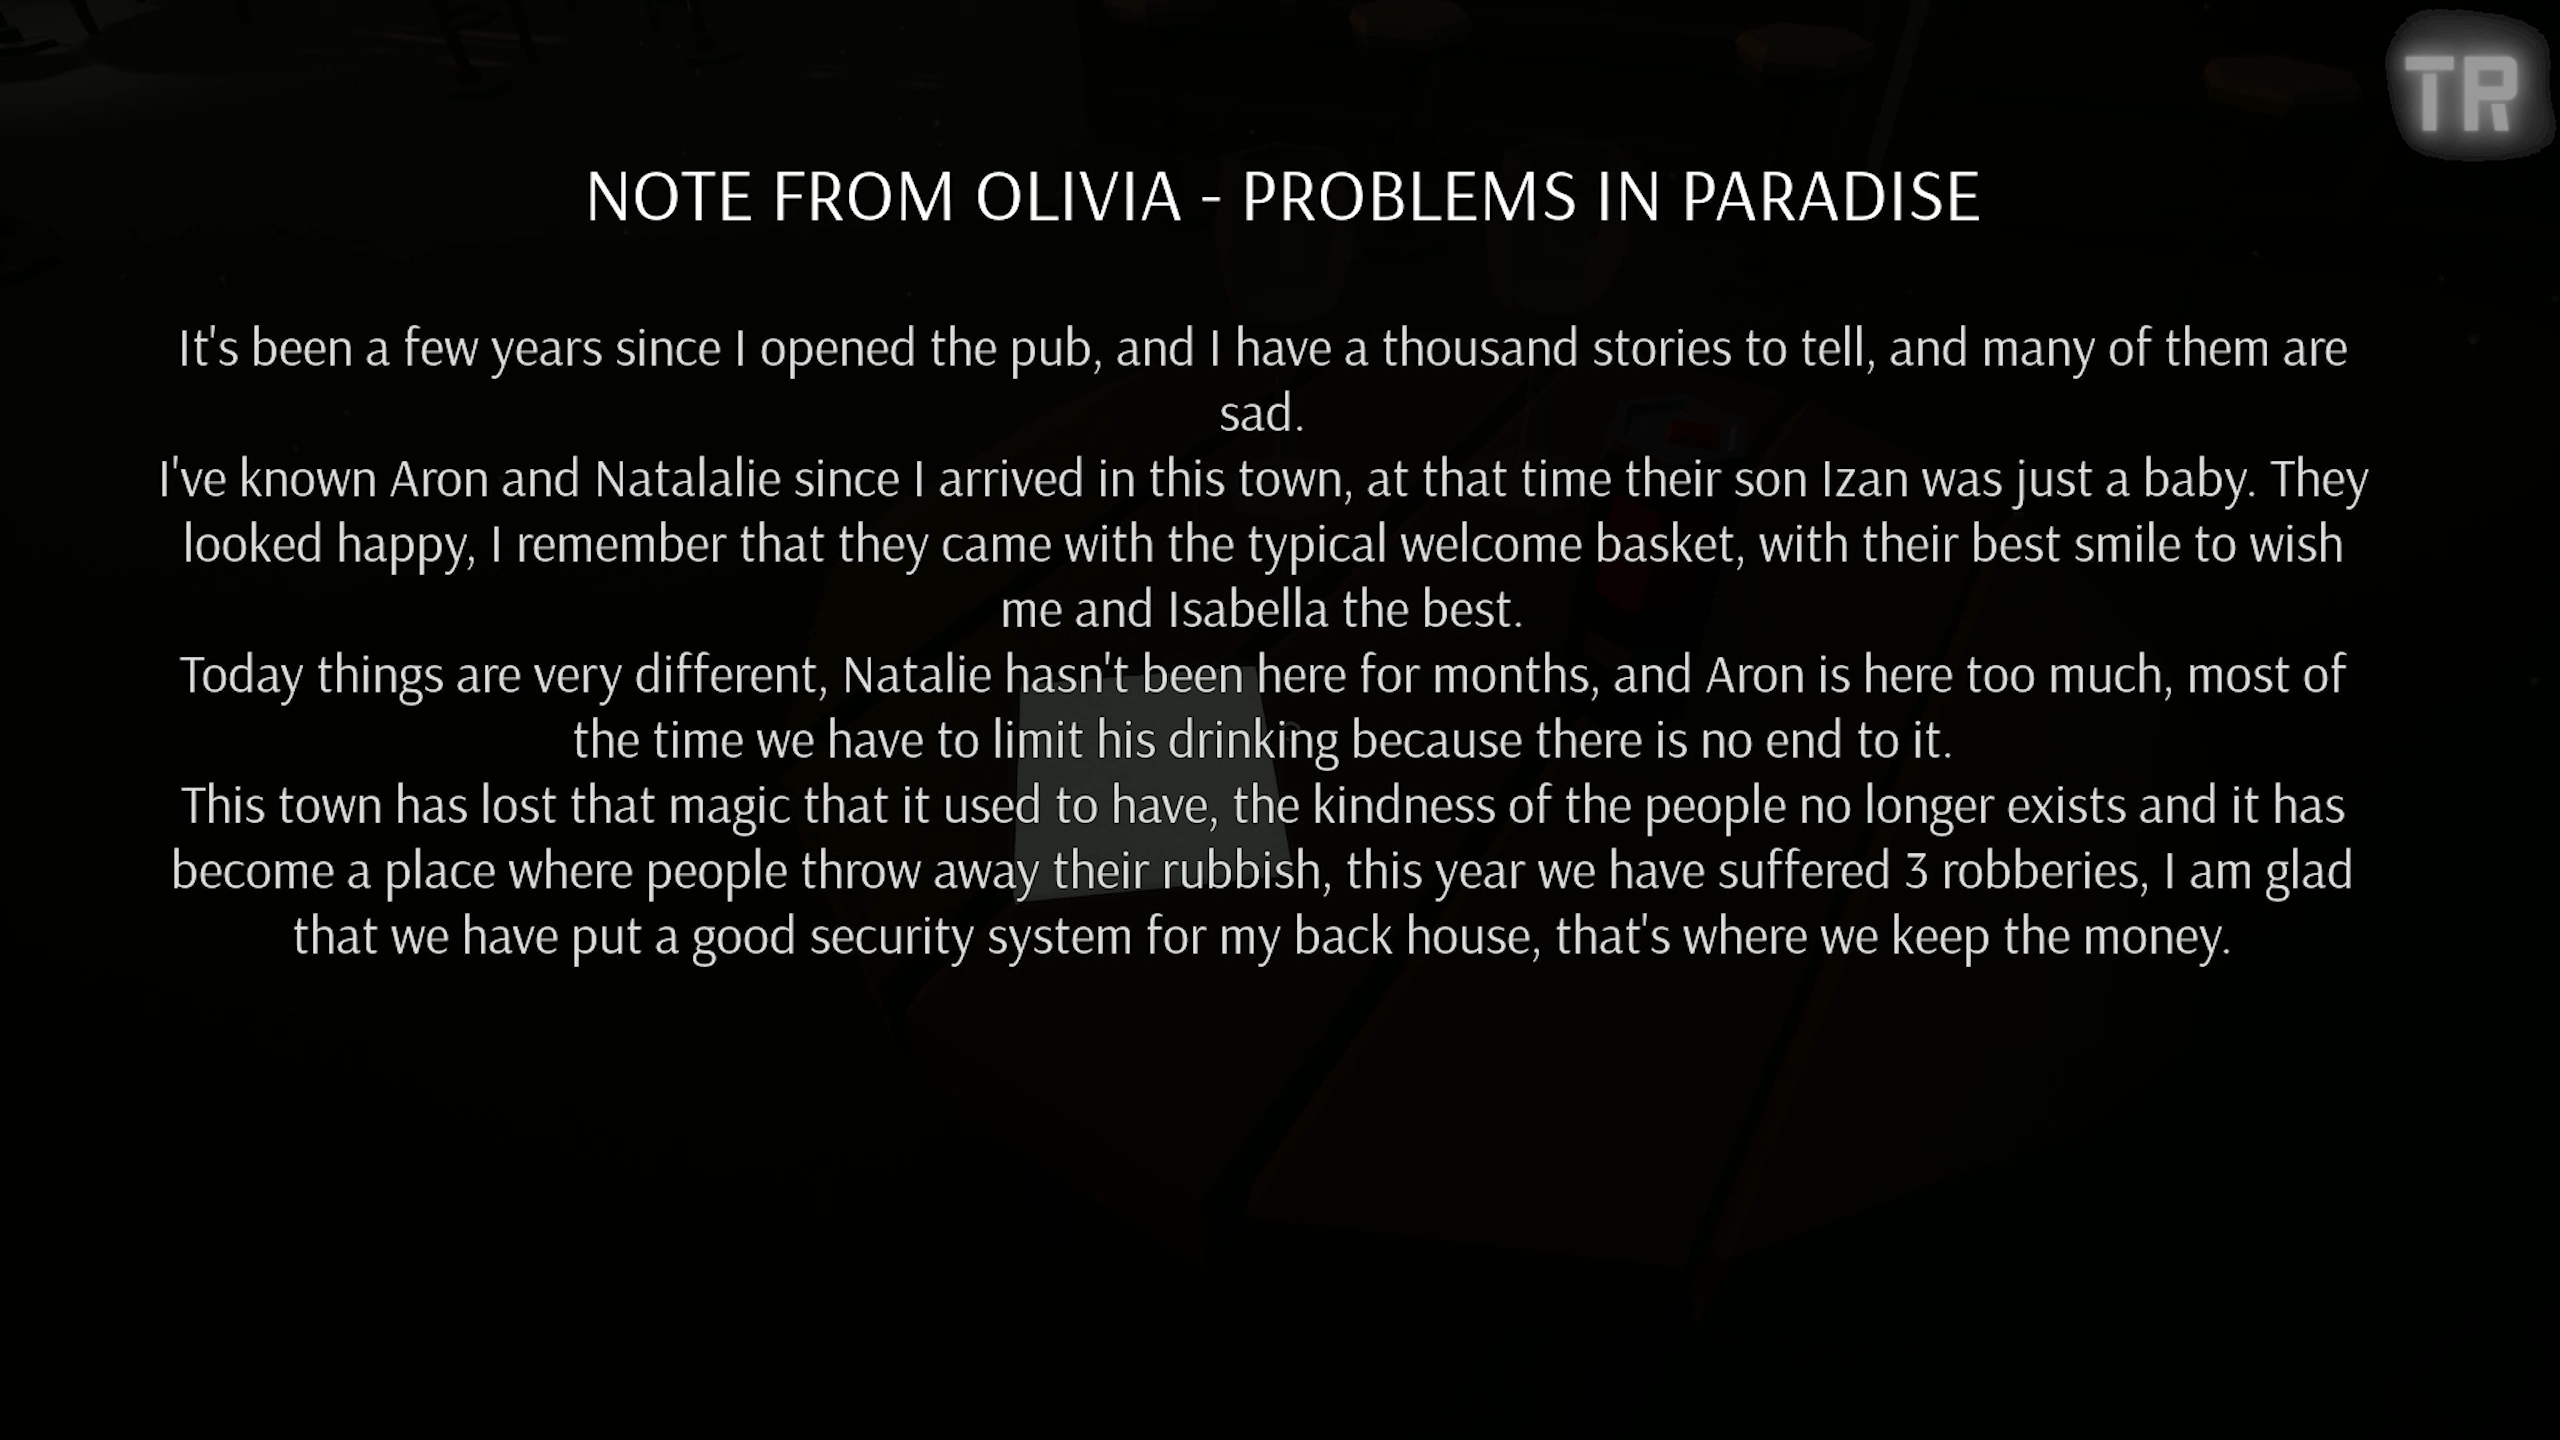 TR
NOTE FROM OLIVIA - PROBLEMS IN PARADISE
It's been a few years since I opened the pub, and I have a thousand stories to tell, and many of them are
sad.
I've known Aron and Natalalie since I arrived in this town, at that time their son Izan was just a baby. They
looked happy, I remember that they came with the typical welcome basket, with their best smile to wish
me and Isabella the best.
Today things are very different, Natalie hasn't been here for months, and Aron is here too much, most of
the time we have to limit his drinking because there is no end to it.
This town has lost that magic that it used to have, the kindness of the people no longer exists and it has
become a place where people throw away their rubbish, this year we have suffered 3 robberies, I am glad
that we have put a good security system for my back house, that's where we keep the money.